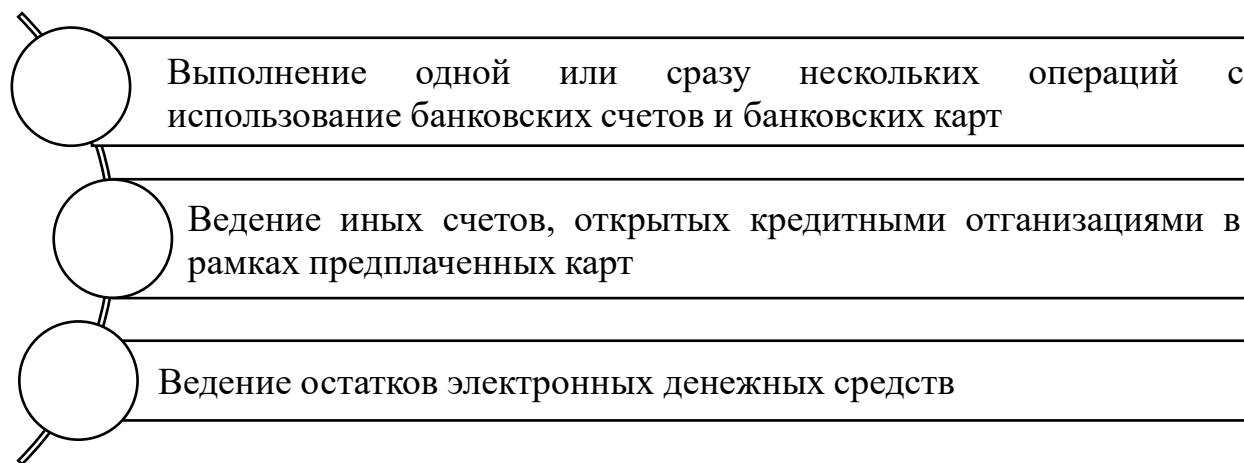 Выполнение одной или сразу нескольких операций с
использование банковских счетов и банковских карт
Ведение иных счетов, открытых кредитными отганизациями в
рамках предплаченных карт
Ведение остатков электронных денежных средств